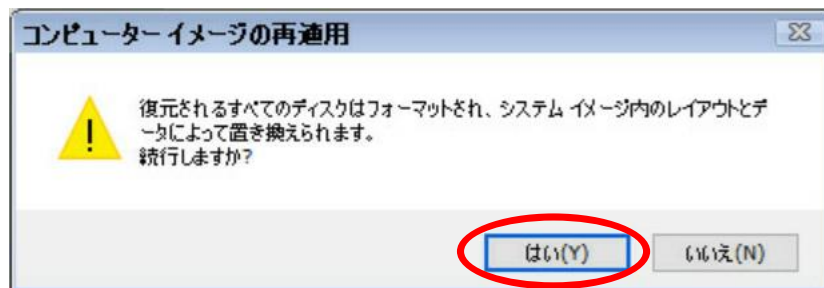 コンピューター イメージの再適用
復元されるすべてのディスクはフォーマットされ、システム イメージ内のレイアウトとデ
ータによって置き換えられます。
続行しますか?
はい(Y)
いいえ(N)